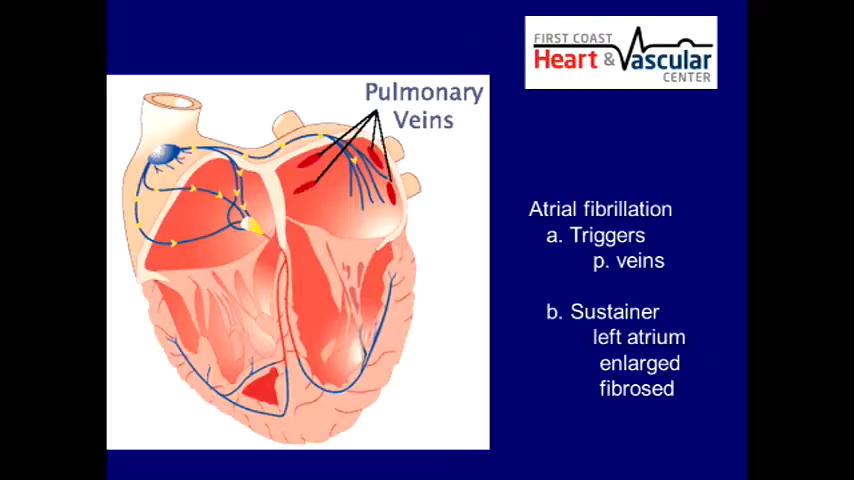 FIRST COAST
Heart & Vascular
CENTER
Pulmonary
Veins
Atrial fibrillation
a. Triggers
p. veins
b. Sustainer
left atrium
enlarged
fibrosed